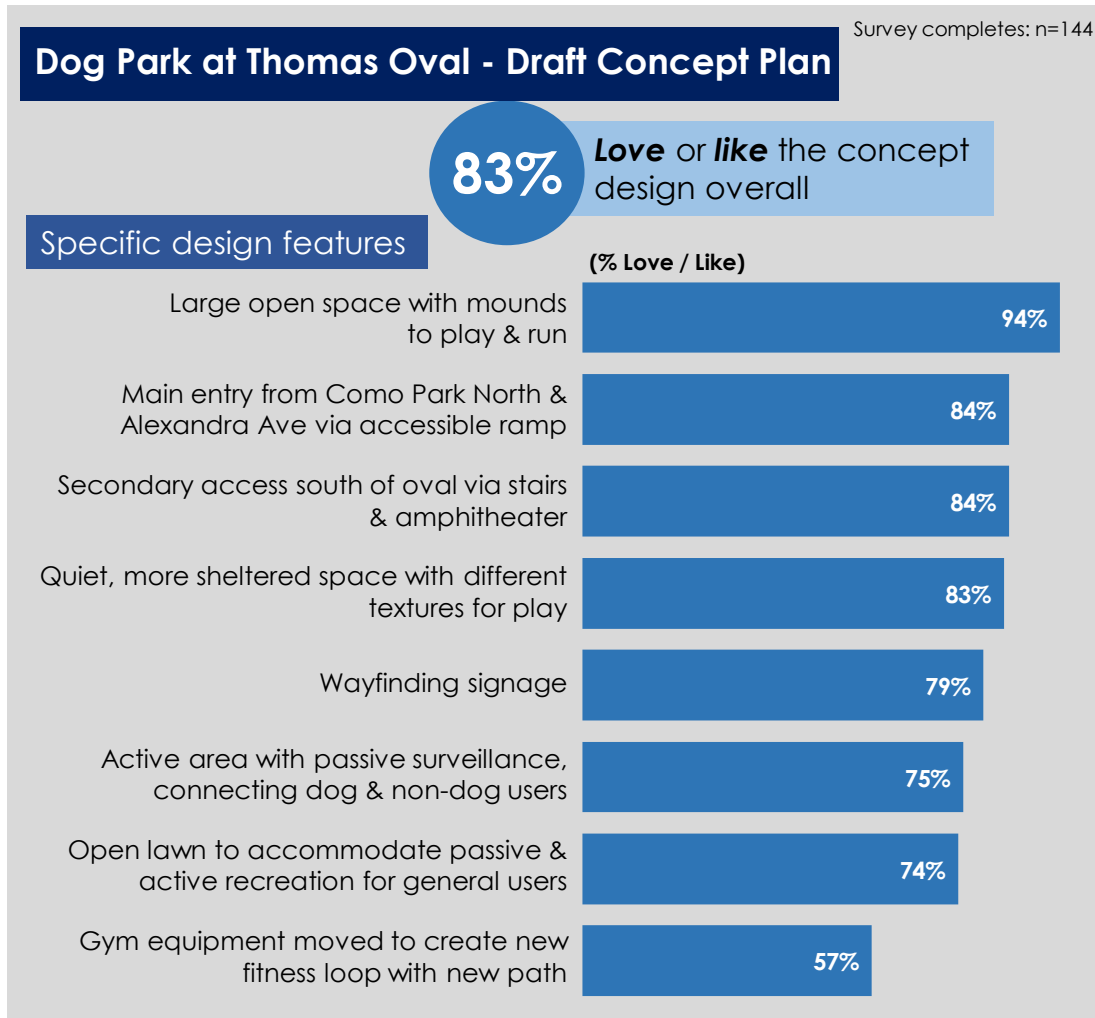 Survey completes: n=144
Dog Park at Thomas Oval - Draft Concept Plan
83%
Love or like the concept
design overall
Specific design features
(% Love / Like)
Large open space with mounds
to play & run
94%
Main entry from Como Park North &
Alexandra Ave via accessible ramp
84%
Secondary access south of oval via stairs
& amphitheater
84%
Quiet, more sheltered space with different
textures for play
83%
Wayfinding signage
79%
Active area with passive surveillance,
connecting dog & non-dog users
75%
Open lawn to accommodate passive &
active recreation for general users
74%
Gym equipment moved to create new
fitness loop with new path
57%